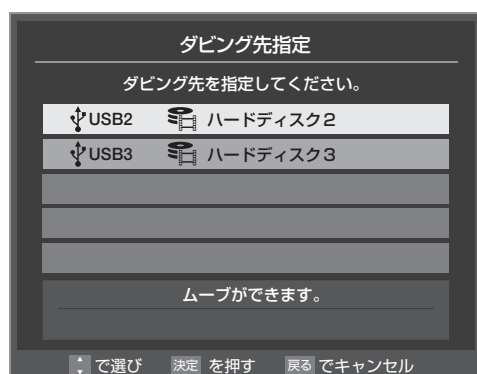 ダビング先指定
ダビング先を指定してください。
USB2 ハードディスク2
USB3 ハードディスク3
ムーブができます。
で選び 決定 を押す 戻る でキャンセル